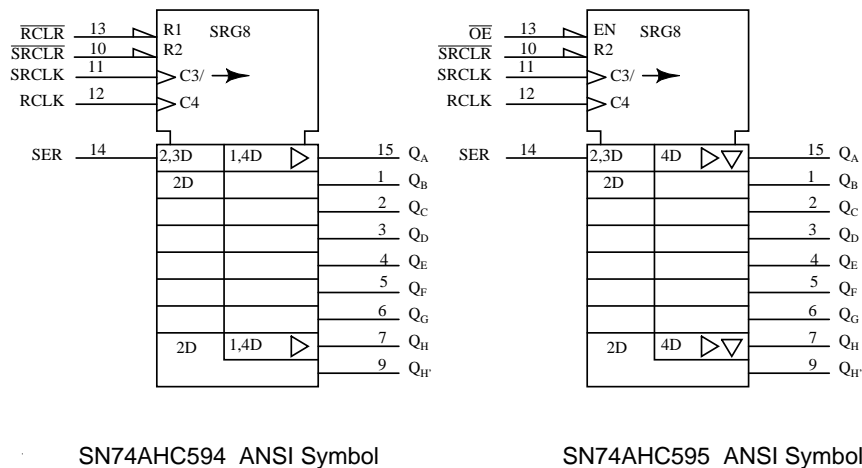 RCLR 13 R1 SRG8
SRCLR 10 R2
SRCLK 11 C3/
RCLK 12 C4
SER 14 2,3D 1,4D 15 QA
2D 1 QB
2 QC
3 QD
4 QE
5 QF
6 QG
2D 1,4D 7 QH
9 QH'
SN74AHC594 ANSI Symbol
OE 13 EN SRG8
SRCLR 10 R2
SRCLK 11 C3/
RCLK 12 C4
SER 14 2,3D 4D 15 QA
2D 1 QB
2 QC
3 QD
4 QE
5 QF
6 QG
2D 4D 7 QH
9 QH'
SN74AHC595 ANSI Symbol